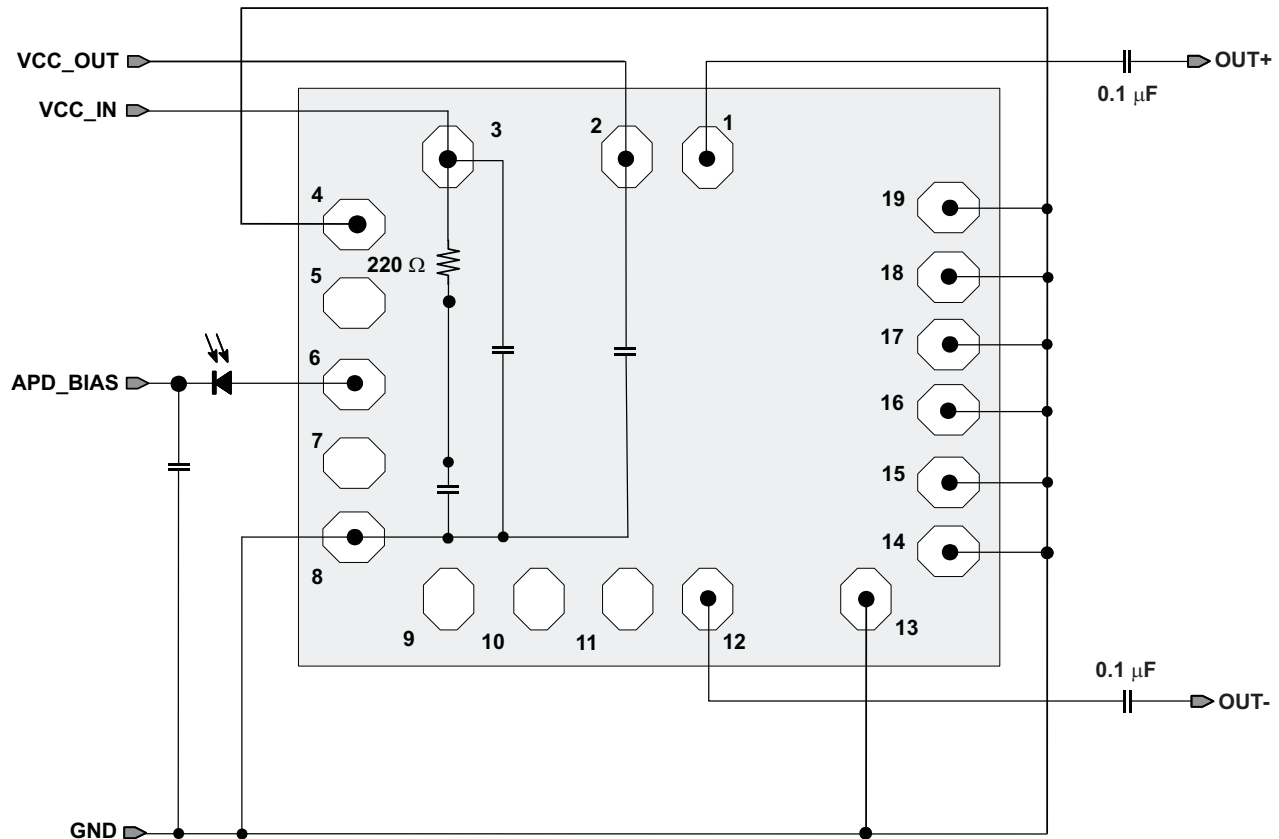 VCC_OUT
OUT+
0.1 μF
VCC_IN
3
2
1
4
19
220 Ω
5
18
17
6
APD_BIAS
16
7
15
14
8
9
10
11
12
13
0.1 μF
OUT-
GND